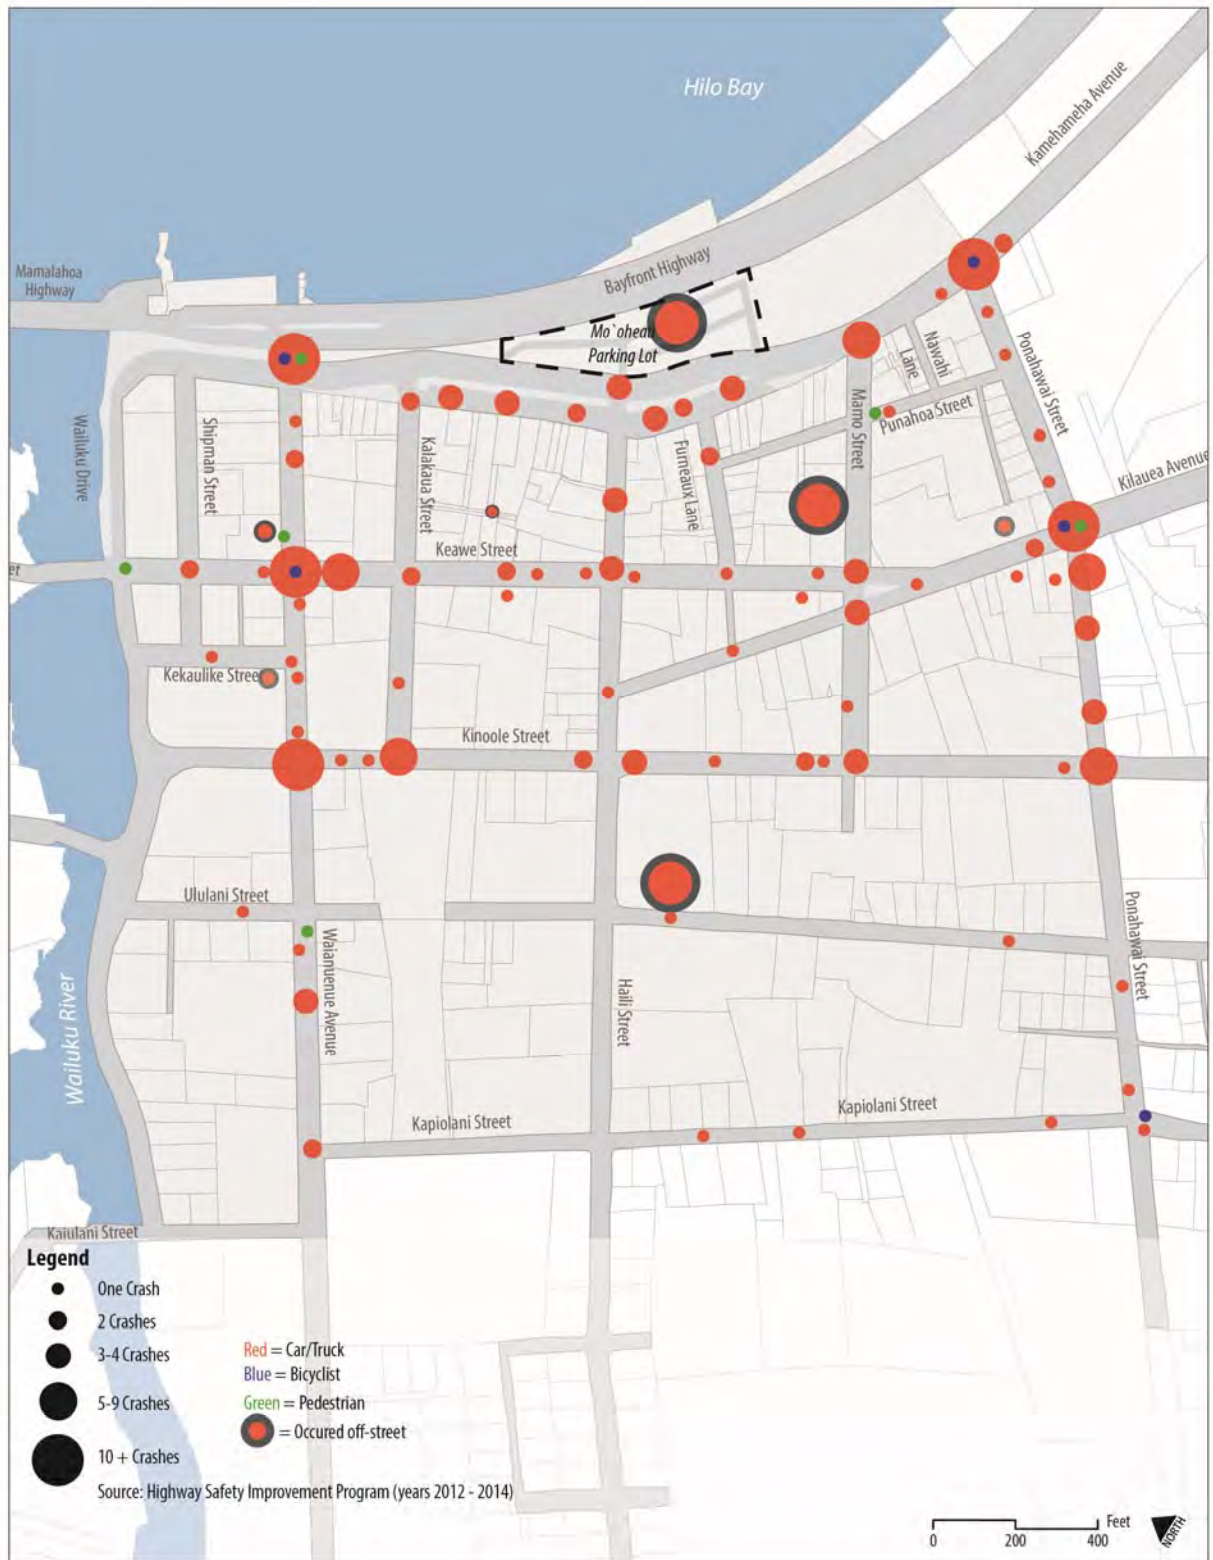 Hilo Bay
Kamehameha Avenue
Mamalahoa
Highway
Bayfront Highway
Mo`oheau
Parking Lot
Nawahi
Lane
Ponahawai Street
Punahoa Street
Mamo Street
Wailuku Drive
Shipman Street
Kalakaua Street
Furneaux Lane
Kilauea Avenue
Keawe Street
et
Kekaulike Stree
Kinoole Street
Ululani Street
Waianuenue Avenue
Haili Street
Ponahawai Street
Wailuku River
Kapiolani Street
Kapiolani Street
Kaiulani Street
Legend
One Crash
2 Crashes
3-4 Crashes
5-9 Crashes
10 + Crashes
Red = Car/Truck
Blue = Bicyclist
Green = Pedestrian
= Occured off-street
Source: Highway Safety Improvement Program (years 2012 - 2014)
Feet
0 200 400
NORTH